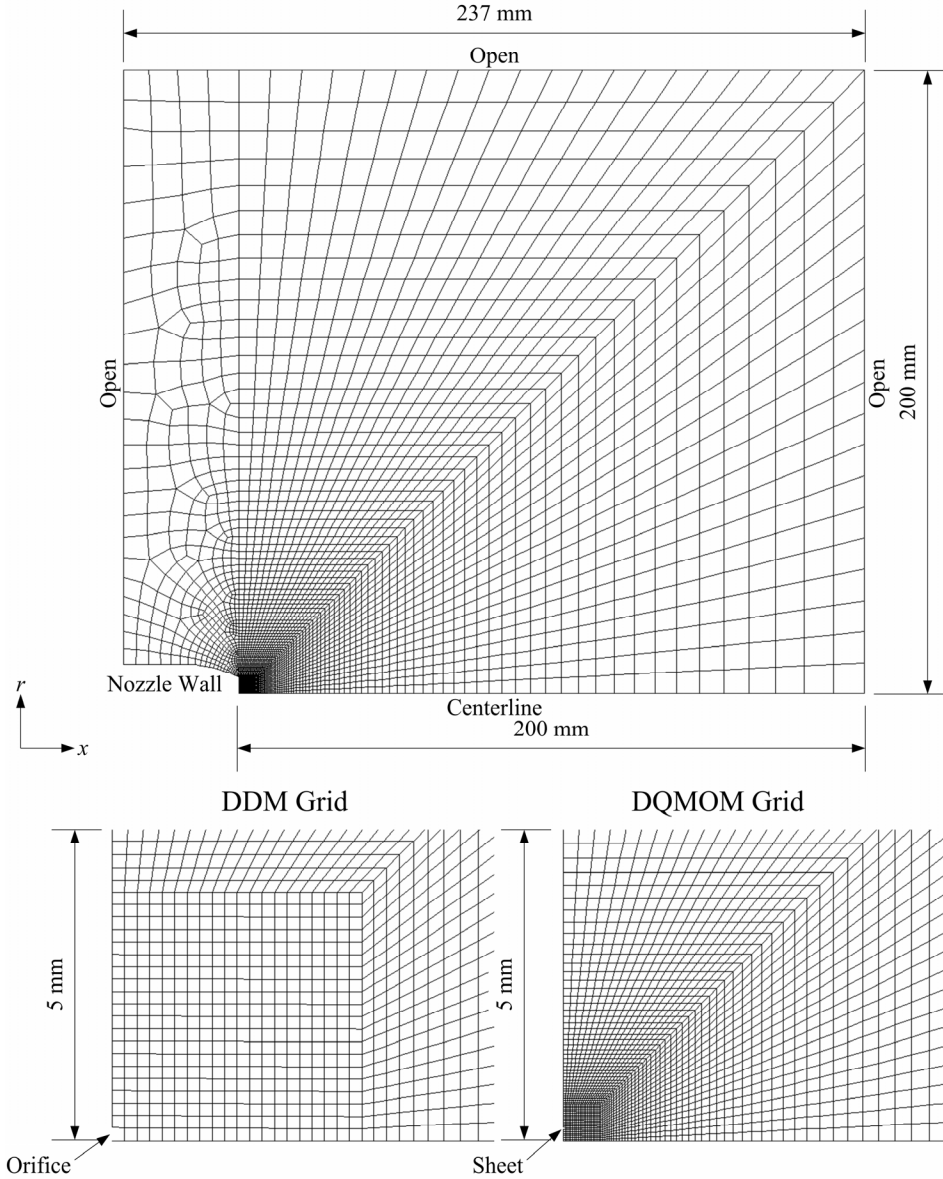 237 mm
Open
Open
Open
200 mm
Nozzle Wall
Centerline
200 mm
r
x
DDM Grid
DQMOM Grid
5 mm
5 mm
Orifice
Sheet